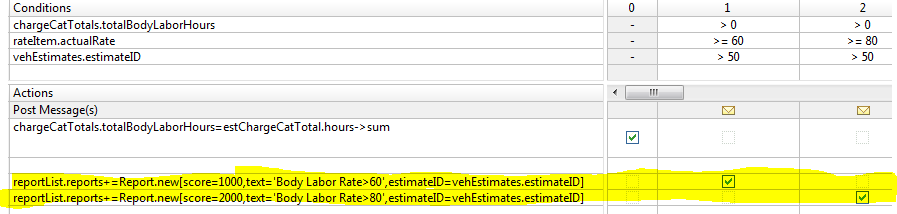 Conditions 0 1 2
chargeCatTotals.totalBodyLaborHours - > 0 > 0
rateItem.actualRate - >= 60 >= 80
vehEstimates.estimateID - > 50 > 50
Actions
Post Message(s)
chargeCatTotals.totalBodyLaborHours=estChargeCatTotal.hours->sum
reportList.reports+=Report.new[score=1000,text='Body Labor Rate>60',estimateID=vehEstimates.estimateID]
reportList.reports+=Report.new[score=2000,text='Body Labor Rate>80',estimateID=vehEstimates.estimateID]